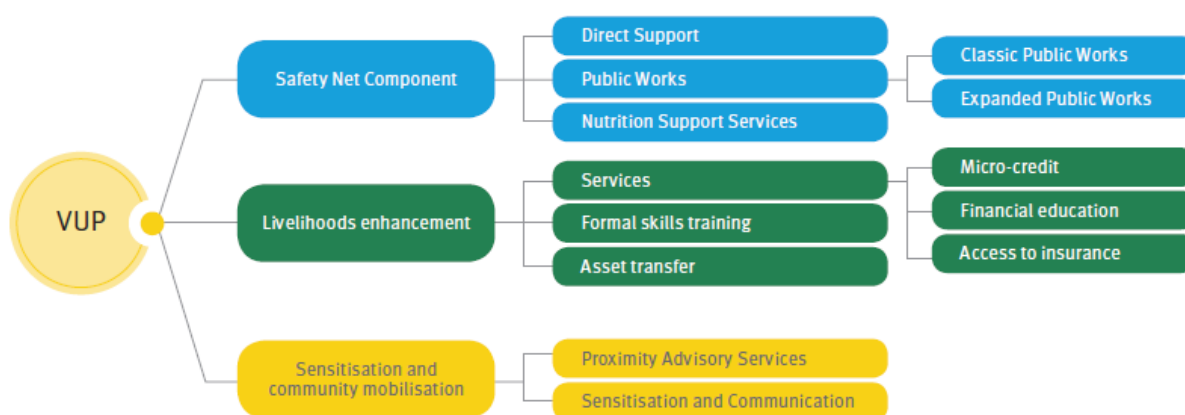 VUP
Safety Net Component
Direct Support
Public Works
Nutrition Support Services
Classic Public Works
Expanded Public Works
Livelihoods enhancement
Services
Formal skills training
Asset transfer
Micro-credit
Financial education
Access to insurance
Sensitisation and
community mobilisation
Proximity Advisory Services
Sensitisation and Communication